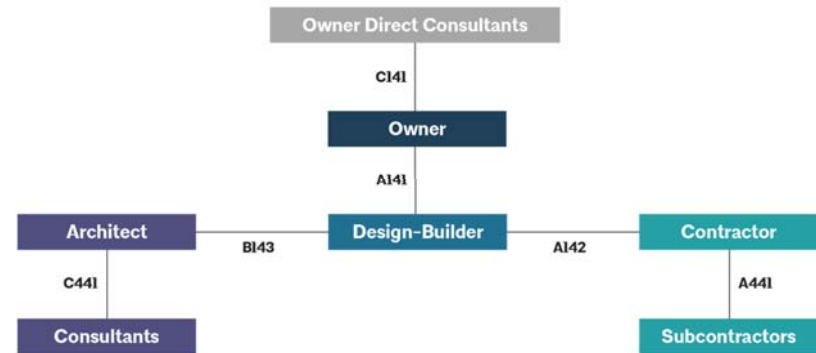 Owner Direct Consultants
C141
Owner
A141
Architect
B143
Design-Builder
A142
Contractor
C441
A441
Consultants
Subcontractors